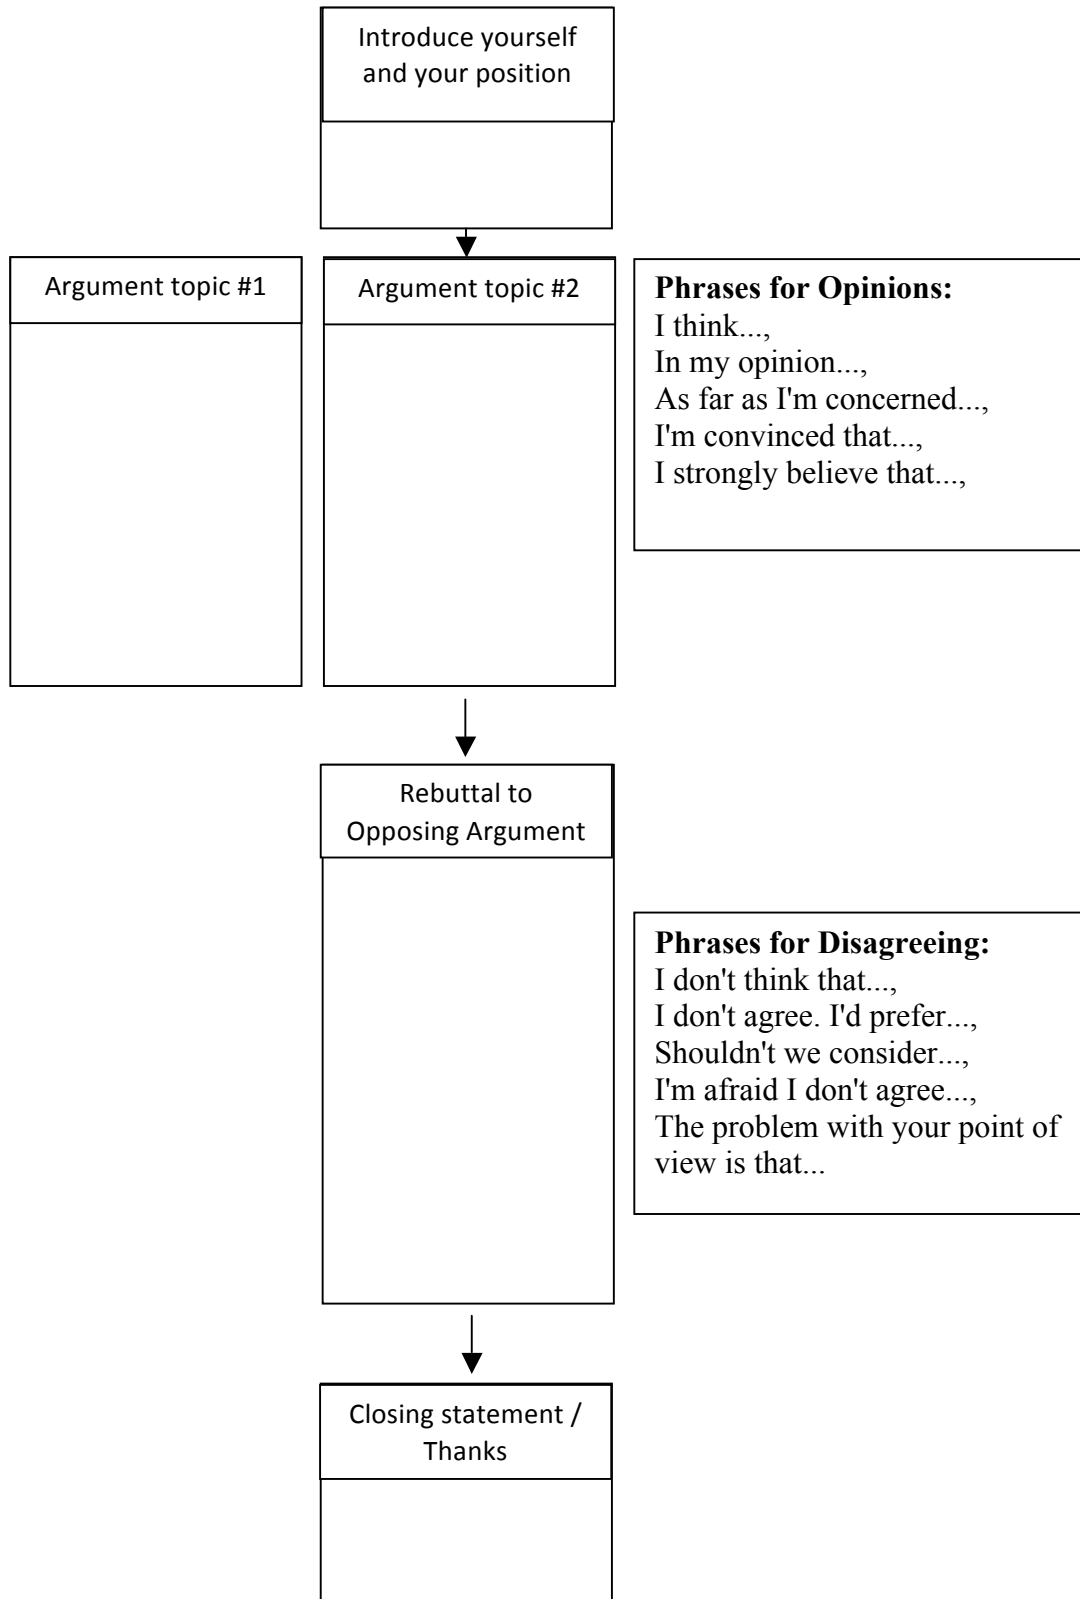 Introduce yourself
and your position
Argument topic #1
Argument topic #2
Phrases for Opinions:
I think...,
In my opinion...,
As far as I'm concerned...,
I'm convinced that...,
I strongly believe that...,
Rebuttal to
Opposing Argument
Phrases for Disagreeing:
I don't think that...,
I don't agree. I'd prefer...,
Shouldn't we consider...,
I'm afraid I don't agree...,
The problem with your point of
view is that...
Closing statement /
Thanks